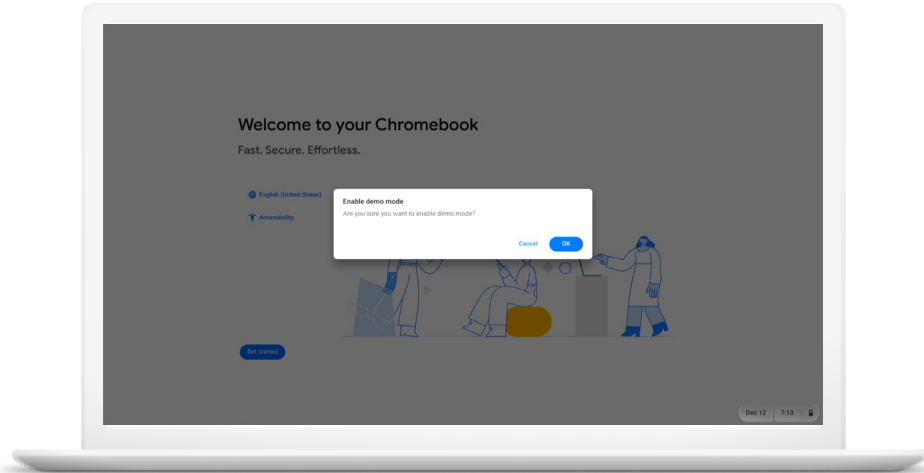 Welcome to your Chromebook
Fast. Secure. Effortless.
English (United States)
Accessibility
Enable demo mode
Are you sure you want to enable demo mode?
Cancel
OK
Get started
Dec 12
7:13